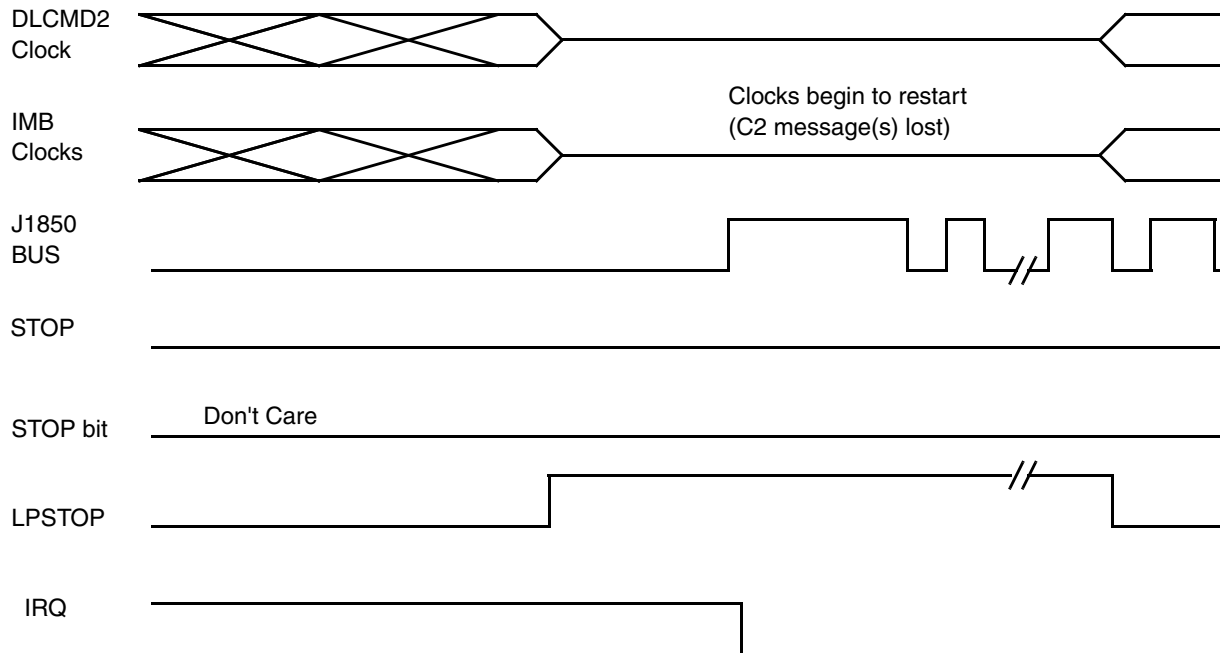 DLCMD2
Clock
Clocks begin to restart
(C2 message(s) lost)
IMB
Clocks
J1850
BUS
STOP
Don't Care
STOP bit
LPSTOP
IRQ